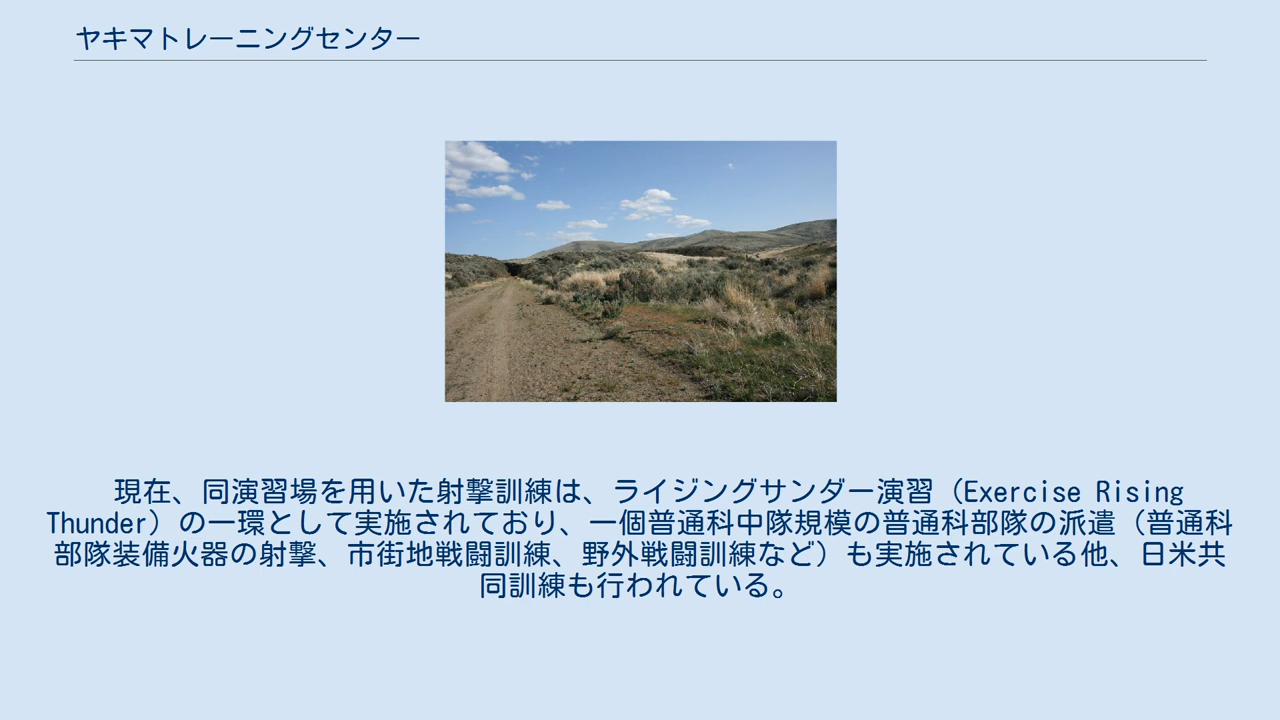 ヤキマトレーニングセンター
現在、同演習場を用いた射撃訓練は、ライジングサンダー演習（Exercise Rising
Thunder）の一環として実施されており、一個普通科中隊規模の普通科部隊の派遣（普通科
部隊装備火器の射撃、市街地戦闘訓練、野外戦闘訓練など）も実施されている他、日米共
同訓練も行われている。